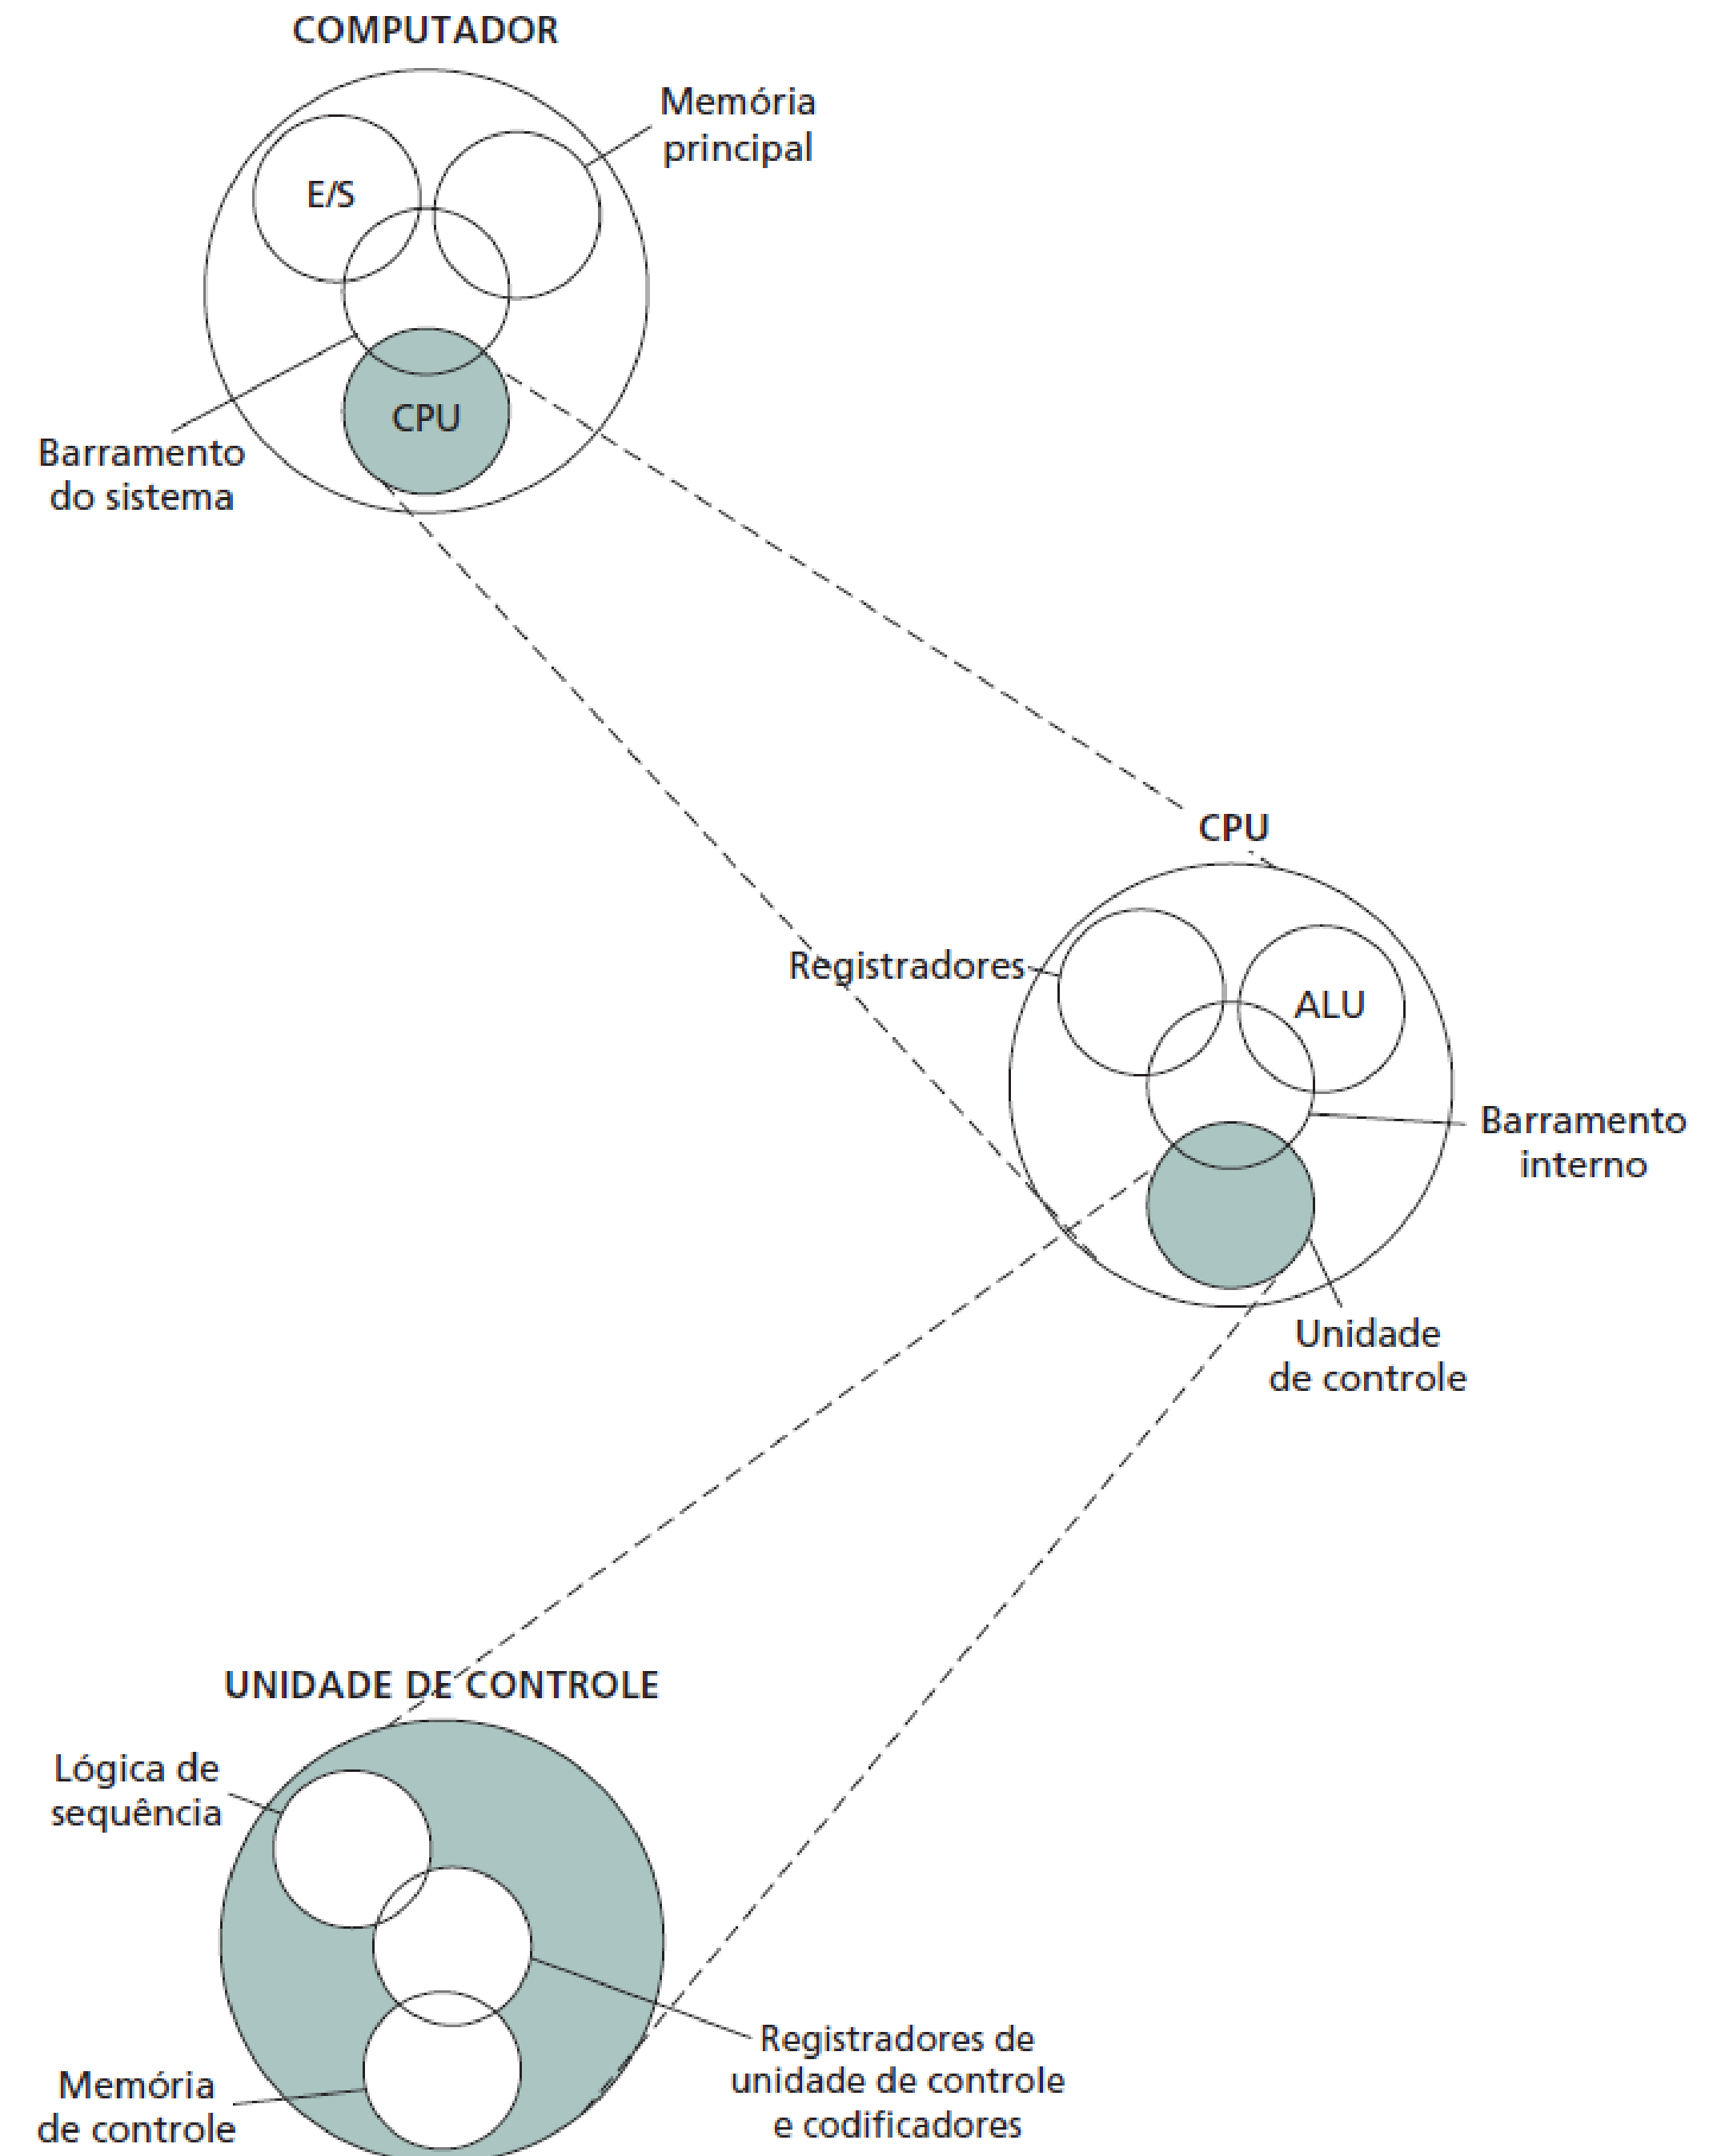 COMPUTADOR
Memória
principal
E/S
CPU
Barramento
do sistema
CPU
Registradores
ALU
Barramento
interno
Unidade
de controle
UNIDADE DE CONTROLE
Lógica de
sequência
Registradores de
unidade de controle
e codificadores
Memória
de controle